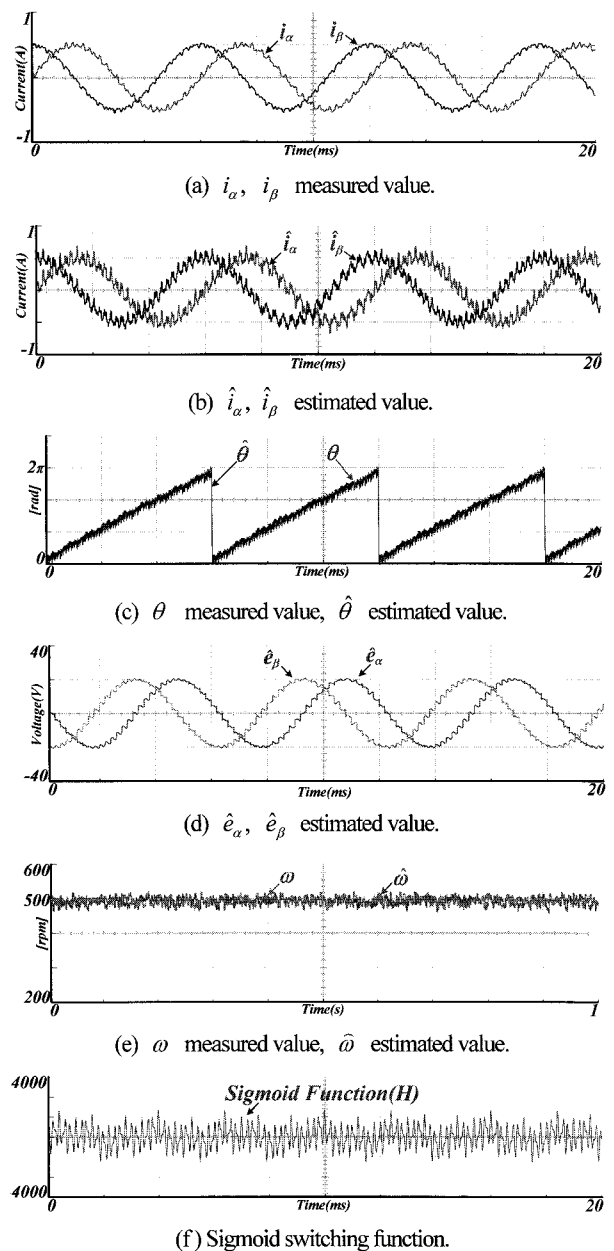 1
i_α
i_β
Current(A)
-1
0
Time(ms)
20
(a) i_α, i_β measured value.
1
î_α
î_β
Current(A)
-1
0
Time(ms)
20
(b) î_α, î_β estimated value.
2π
θ̂
θ
[rad]
0
0
Time(ms)
20
(c) θ measured value, θ̂ estimated value.
40
ê_β
ê_α
Voltage(V)
-40
0
Time(ms)
20
(d) ê_α, ê_β estimated value.
600
ω
ω̂
500
[rpm]
200
0
Time(s)
1
(e) ω measured value, ω̂ estimated value.
4000
Sigmoid Function(H)
4000
0
Time(ms)
20
(f) Sigmoid switching function.